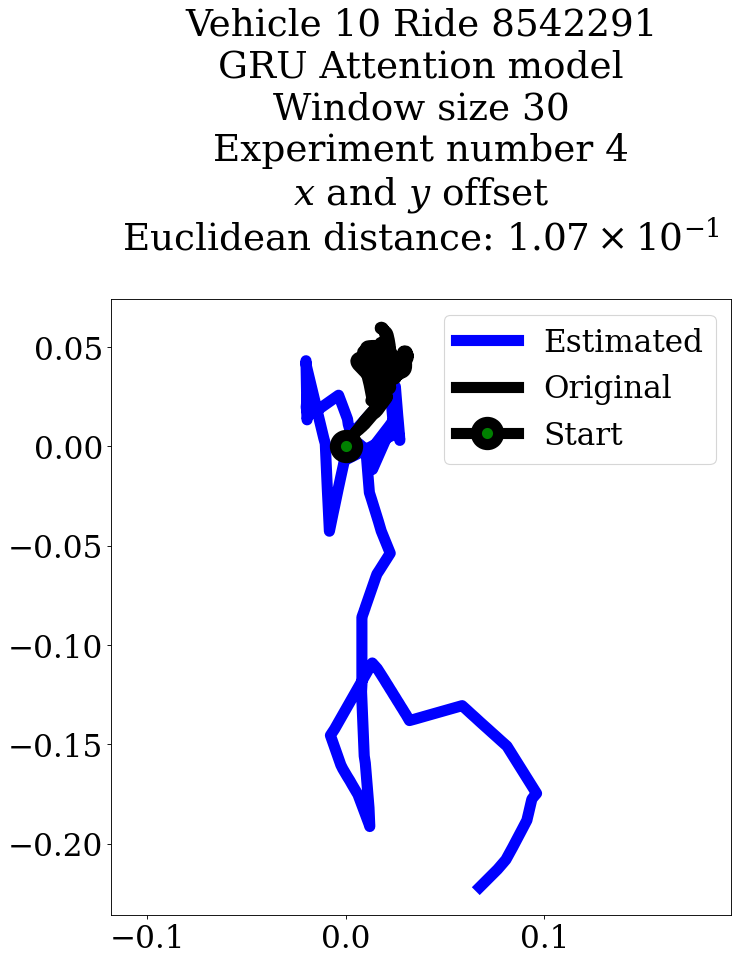 Vehicle 10 Ride 8542291
GRU Attention model
Window size 30
Experiment number 4
x and y offset
Euclidean distance: 1.07 × 10⁻¹
Estimated
Original
Start
0.05
0.00
−0.05
−0.10
−0.15
−0.20
−0.1
0.0
0.1